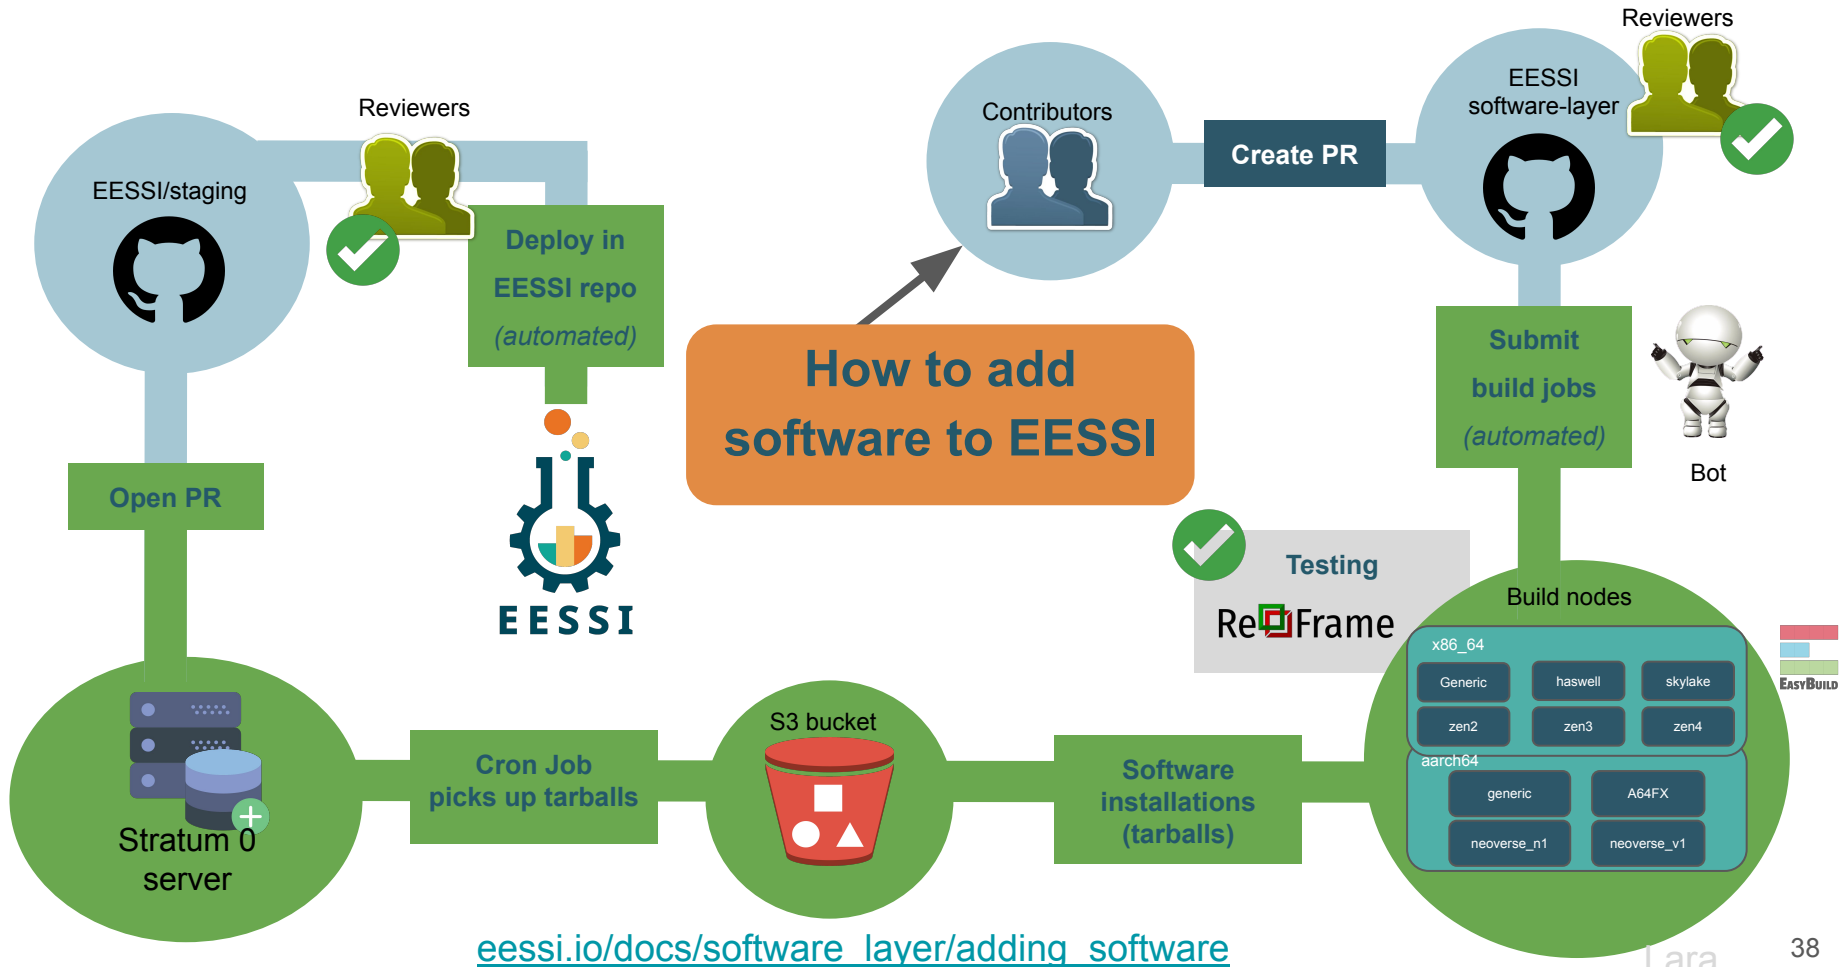 Reviewers
EESSI/staging
Deploy in
EESSI repo
(automated)
EESSI
Open PR
Stratum 0
server
Cron Job
picks up tarballs
S3 bucket
Software
installations
(tarballs)
How to add
software to EESSI
Contributors
Create PR
Reviewers
EESSI
software-layer
Submit
build jobs
(automated)
Bot
Testing
ReFrame
Build nodes
x86_64
Generic
haswell
skylake
zen2
zen3
zen4
aarch64
generic
A64FX
neoverse_n1
neoverse_v1
EASYBUILD
eessi.io/docs/software_layer/adding_software
Lara
38